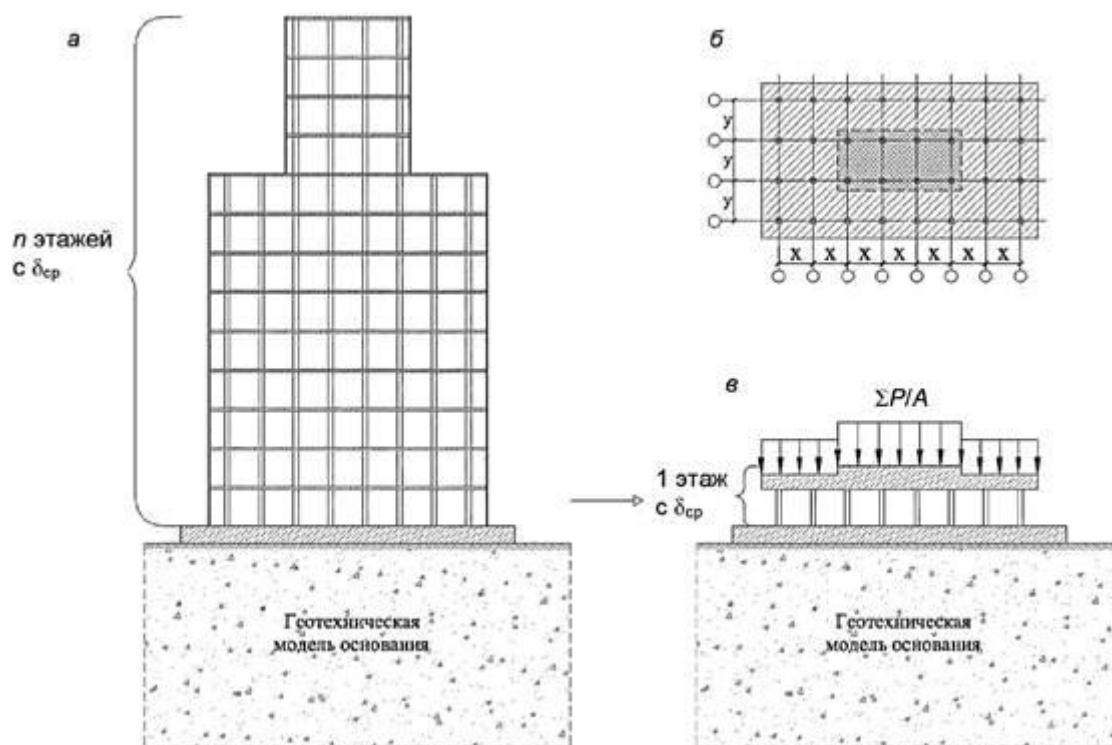 а
n этажей
с δср
Геотехническая
модель основания
б
у
у
у
х х х х х х х
в
ΣP/A
1 этаж
с δср
Геотехническая
модель основания